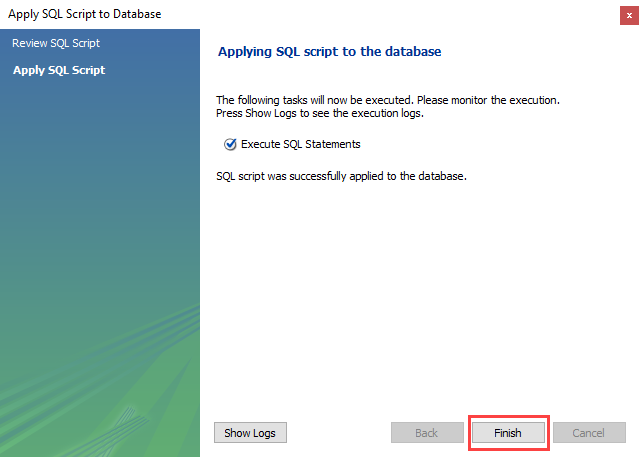 Apply SQL Script to Database
x
Review SQL Script
Apply SQL Script
Applying SQL script to the database
The following tasks will now be executed. Please monitor the execution.
Press Show Logs to see the execution logs.
Execute SQL Statements
SQL script was successfully applied to the database.
Show Logs
Back
Finish
Cancel